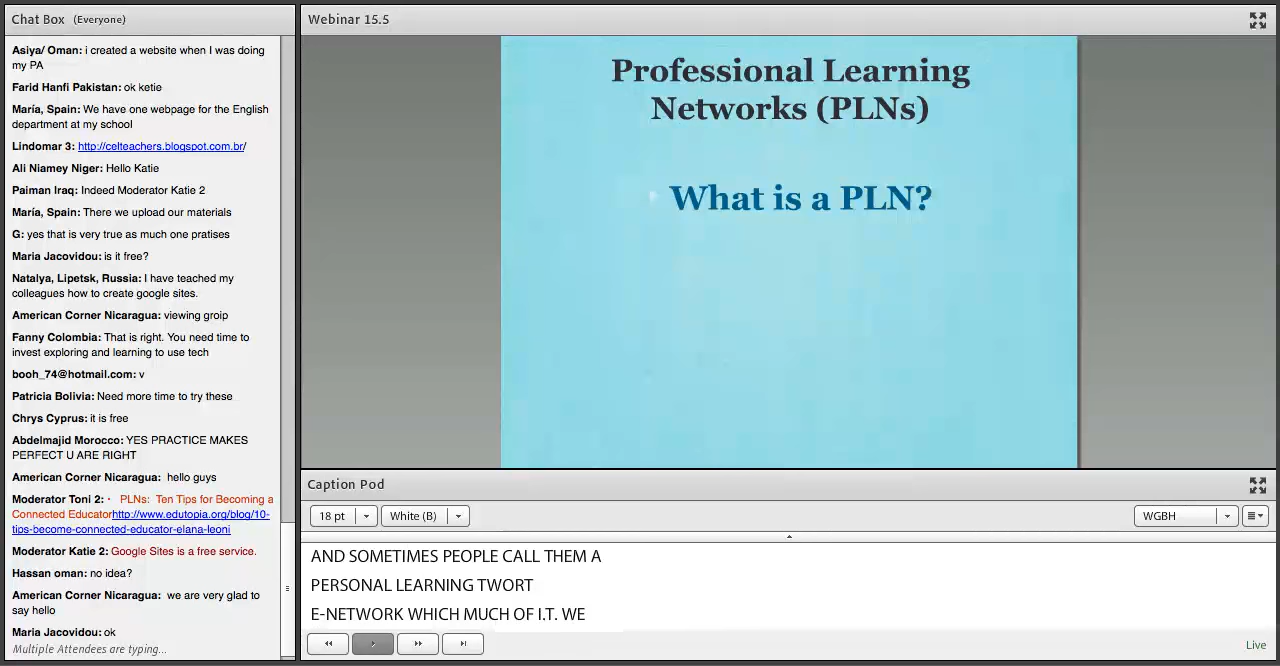 Chat Box (Everyone)
Asiya/ Oman: i created a website when I was doing
my PA
Farid Hanfi Pakistan: ok ketie
María, Spain: We have one webpage for the English
department at my school
Lindomar 3: http://celteachers.blogspot.com.br/
Ali Niamey Niger: Hello Katie
Paiman Iraq: Indeed Moderator Katie 2
María, Spain: There we upload our materials
G: yes that is very true as much one pratises
Maria Jacovidou: is it free?
Natalya, Lipetsk, Russia: I have teached my
colleagues how to create google sites.
American Corner Nicaragua: viewing groip
Fanny Colombia: That is right. You need time to
invest exploring and learning to use tech
booh_74@hotmail.com: v
Patricia Bolivia: Need more time to try these
Chrys Cyprus: it is free
Abdelmajid Morocco: YES PRACTICE MAKES
PERFECT U ARE RIGHT
American Corner Nicaragua: hello guys
Moderator Toni 2: • PLNs: Ten Tips for Becoming a
Connected Educatorhttp://www.edutopia.org/blog/10-
tips-become-connected-educator-elana-leoni
Moderator Katie 2: Google Sites is a free service.
Hassan oman: no idea?
American Corner Nicaragua: we are very glad to
say hello
Maria Jacovidou: ok
Multiple Attendees are typing...
Webinar 15.5
Professional Learning
Networks (PLNs)
What is a PLN?
Caption Pod
18 pt
White (B)
WGBH
AND SOMETIMES PEOPLE CALL THEM A
PERSONAL LEARNING TWORT
E-NETWORK WHICH MUCH OF I.T. WE
Live